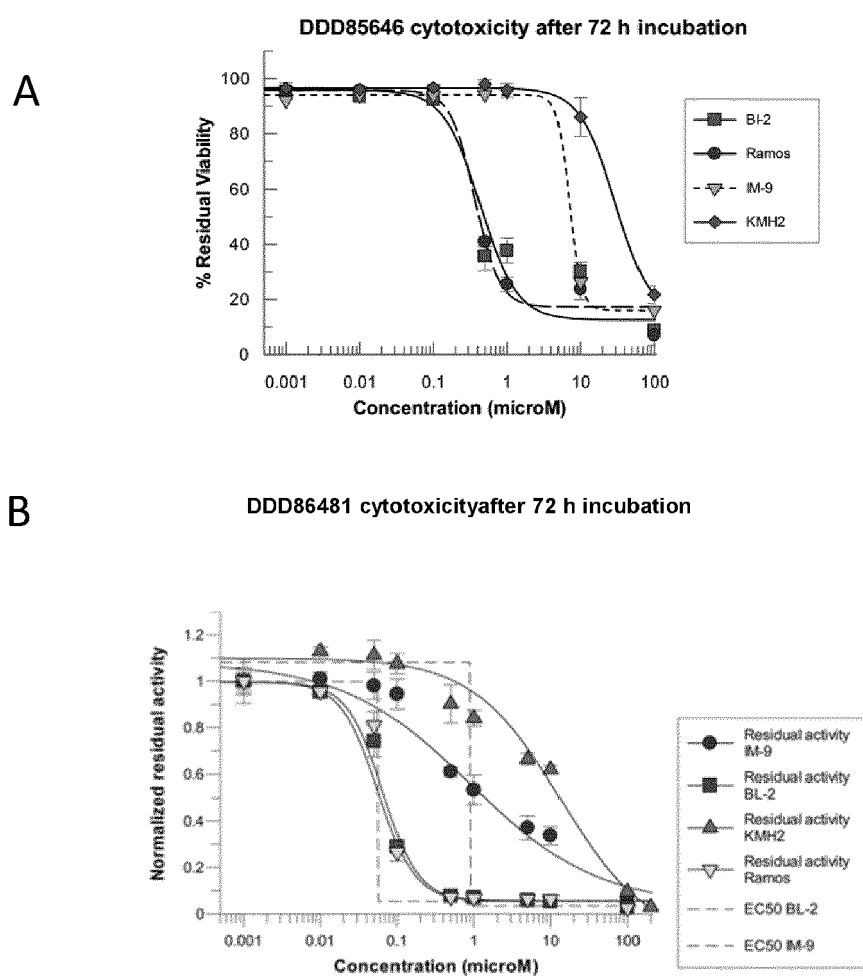 DDD85646 cytotoxicity after 72 h incubation
A
100
80
60
40
20
0
% Residual Viability
0.001 0.01 0.1 1 10 100
Concentration (microM)
Bl-2
Ramos
IM-9
KMH2
B
DDD86481 cytotoxicityafter 72 h incubation
1.2
1
0.8
0.6
0.4
0.2
0
Normalized residual activity
0.001 0.01 0.1 1 10 100
Concentration (microM)
Residual activity
IM-9
Residual activity
BL-2
Residual activity
KMH2
Residual activity
Ramos
EC50 BL-2
EC50 IM-9